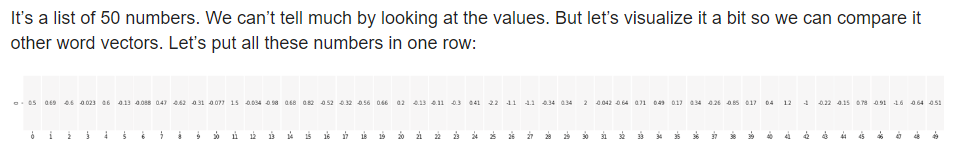 It’s a list of 50 numbers. We can’t tell much by looking at the values. But let’s visualize it a bit so we can compare it
other word vectors. Let’s put all these numbers in one row:
0 - 0.5 0.69 -0.6 -0.023 0.6 -0.13 -0.088 0.47 -0.62 -0.31 -0.077 1.5 -0.034 -0.98 0.68 0.82 -0.52 -0.32 -0.56 0.66 0.2 -0.13 -0.11 -0.3 0.41 -2.2 -1.1 -1.1 -0.34 0.34 2 -0.042 -0.64 0.71 0.49 0.17 0.34 -0.26 -0.85 0.17 0.4 1.2 -1 -0.22 -0.15 0.78 -0.91 -1.6 -0.64 -0.51
0 1 2 3 4 5 6 7 8 9 10 11 12 13 14 15 16 17 18 19 20 21 22 23 24 25 26 27 28 29 30 31 32 33 34 35 36 37 38 39 40 41 42 43 44 45 46 47 48 49